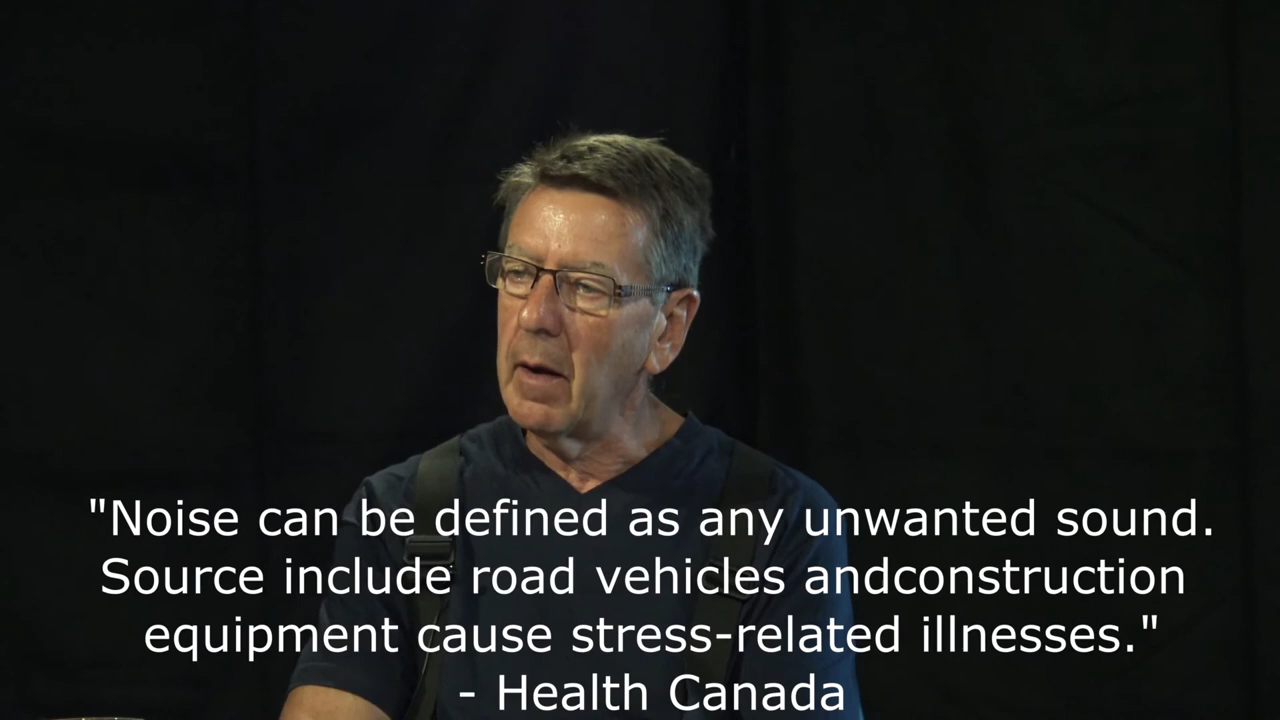 "Noise can be defined as any unwanted sound.
Source include road vehicles andconstruction
equipment cause stress-related illnesses."
- Health Canada